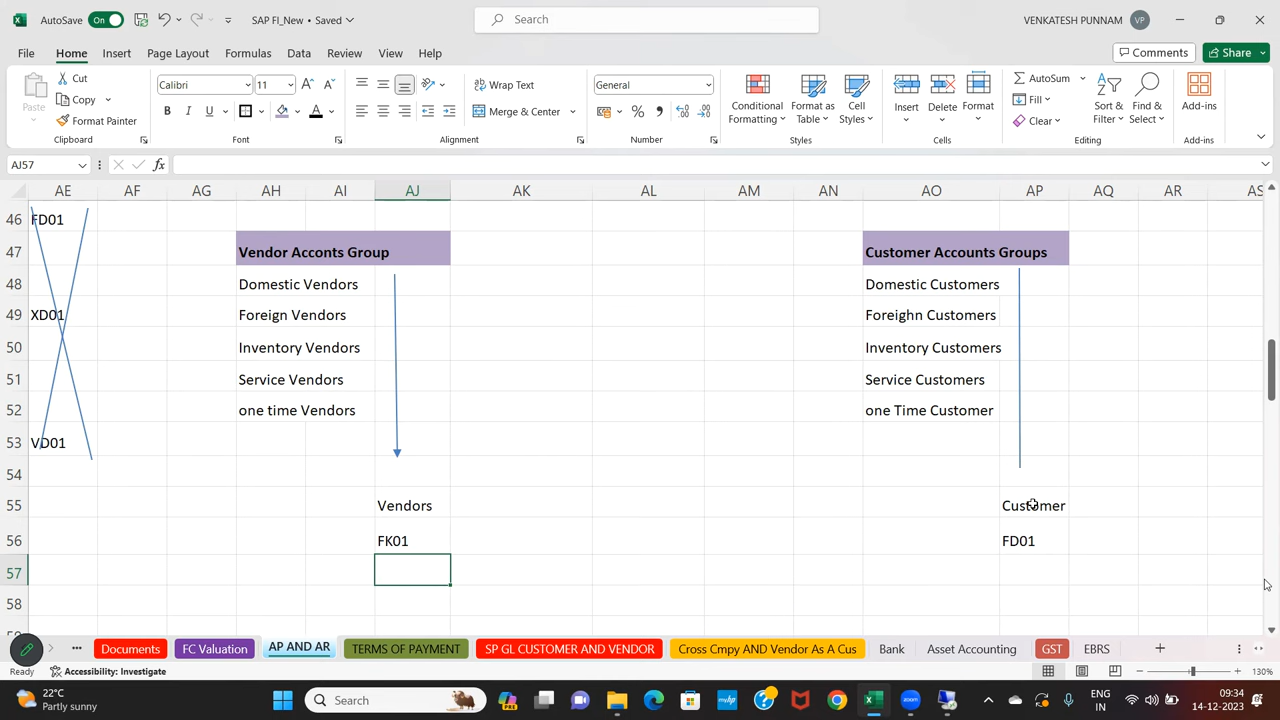 AutoSave On SAP FI_New • Saved Search VENKATESH PUNNAM VP
File Home Insert Page Layout Formulas Data Review View Help Comments Share
Paste Cut Copy Format Painter Clipboard
Calibri 11 B I U A Font
Wrap Text Merge & Center Alignment
General % Number
Conditional Formatting Format as Table Cell Styles Styles
Insert Delete Format Cells
AutoSum Fill Clear Sort & Filter Find & Select Editing
Add-ins Add-ins
AJ57 fx
AE AF AG AH AI AJ AK AL AM AN AO AP AQ AR AS
46 FD01
47 Vendor Acconts Group Customer Accounts Groups
48 Domestic Vendors Domestic Customers
49 XD01 Foreign Vendors Foreighn Customers
50 Inventory Vendors Inventory Customers
51 Service Vendors Service Customers
52 one time Vendors one Time Customer
53 VD01
54
55 Vendors Customer
56 FK01 FD01
57
58
Documents FC Valuation AP AND AR TERMS OF PAYMENT SP GL CUSTOMER AND VENDOR Cross Cmpy AND Vendor As A Cus Bank Asset Accounting GST EBRS
Ready Accessibility: Investigate 130%
22°C Partly sunny Search zoom ENG IN 09:34 14-12-2023